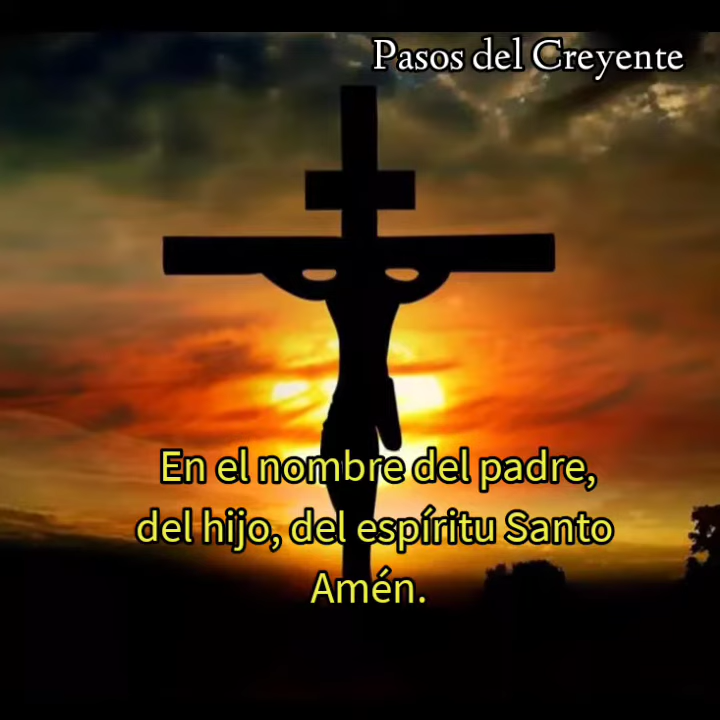 Pasos del Creyente
En el nombre del padre,
del hijo, del espíritu Santo
Amén.